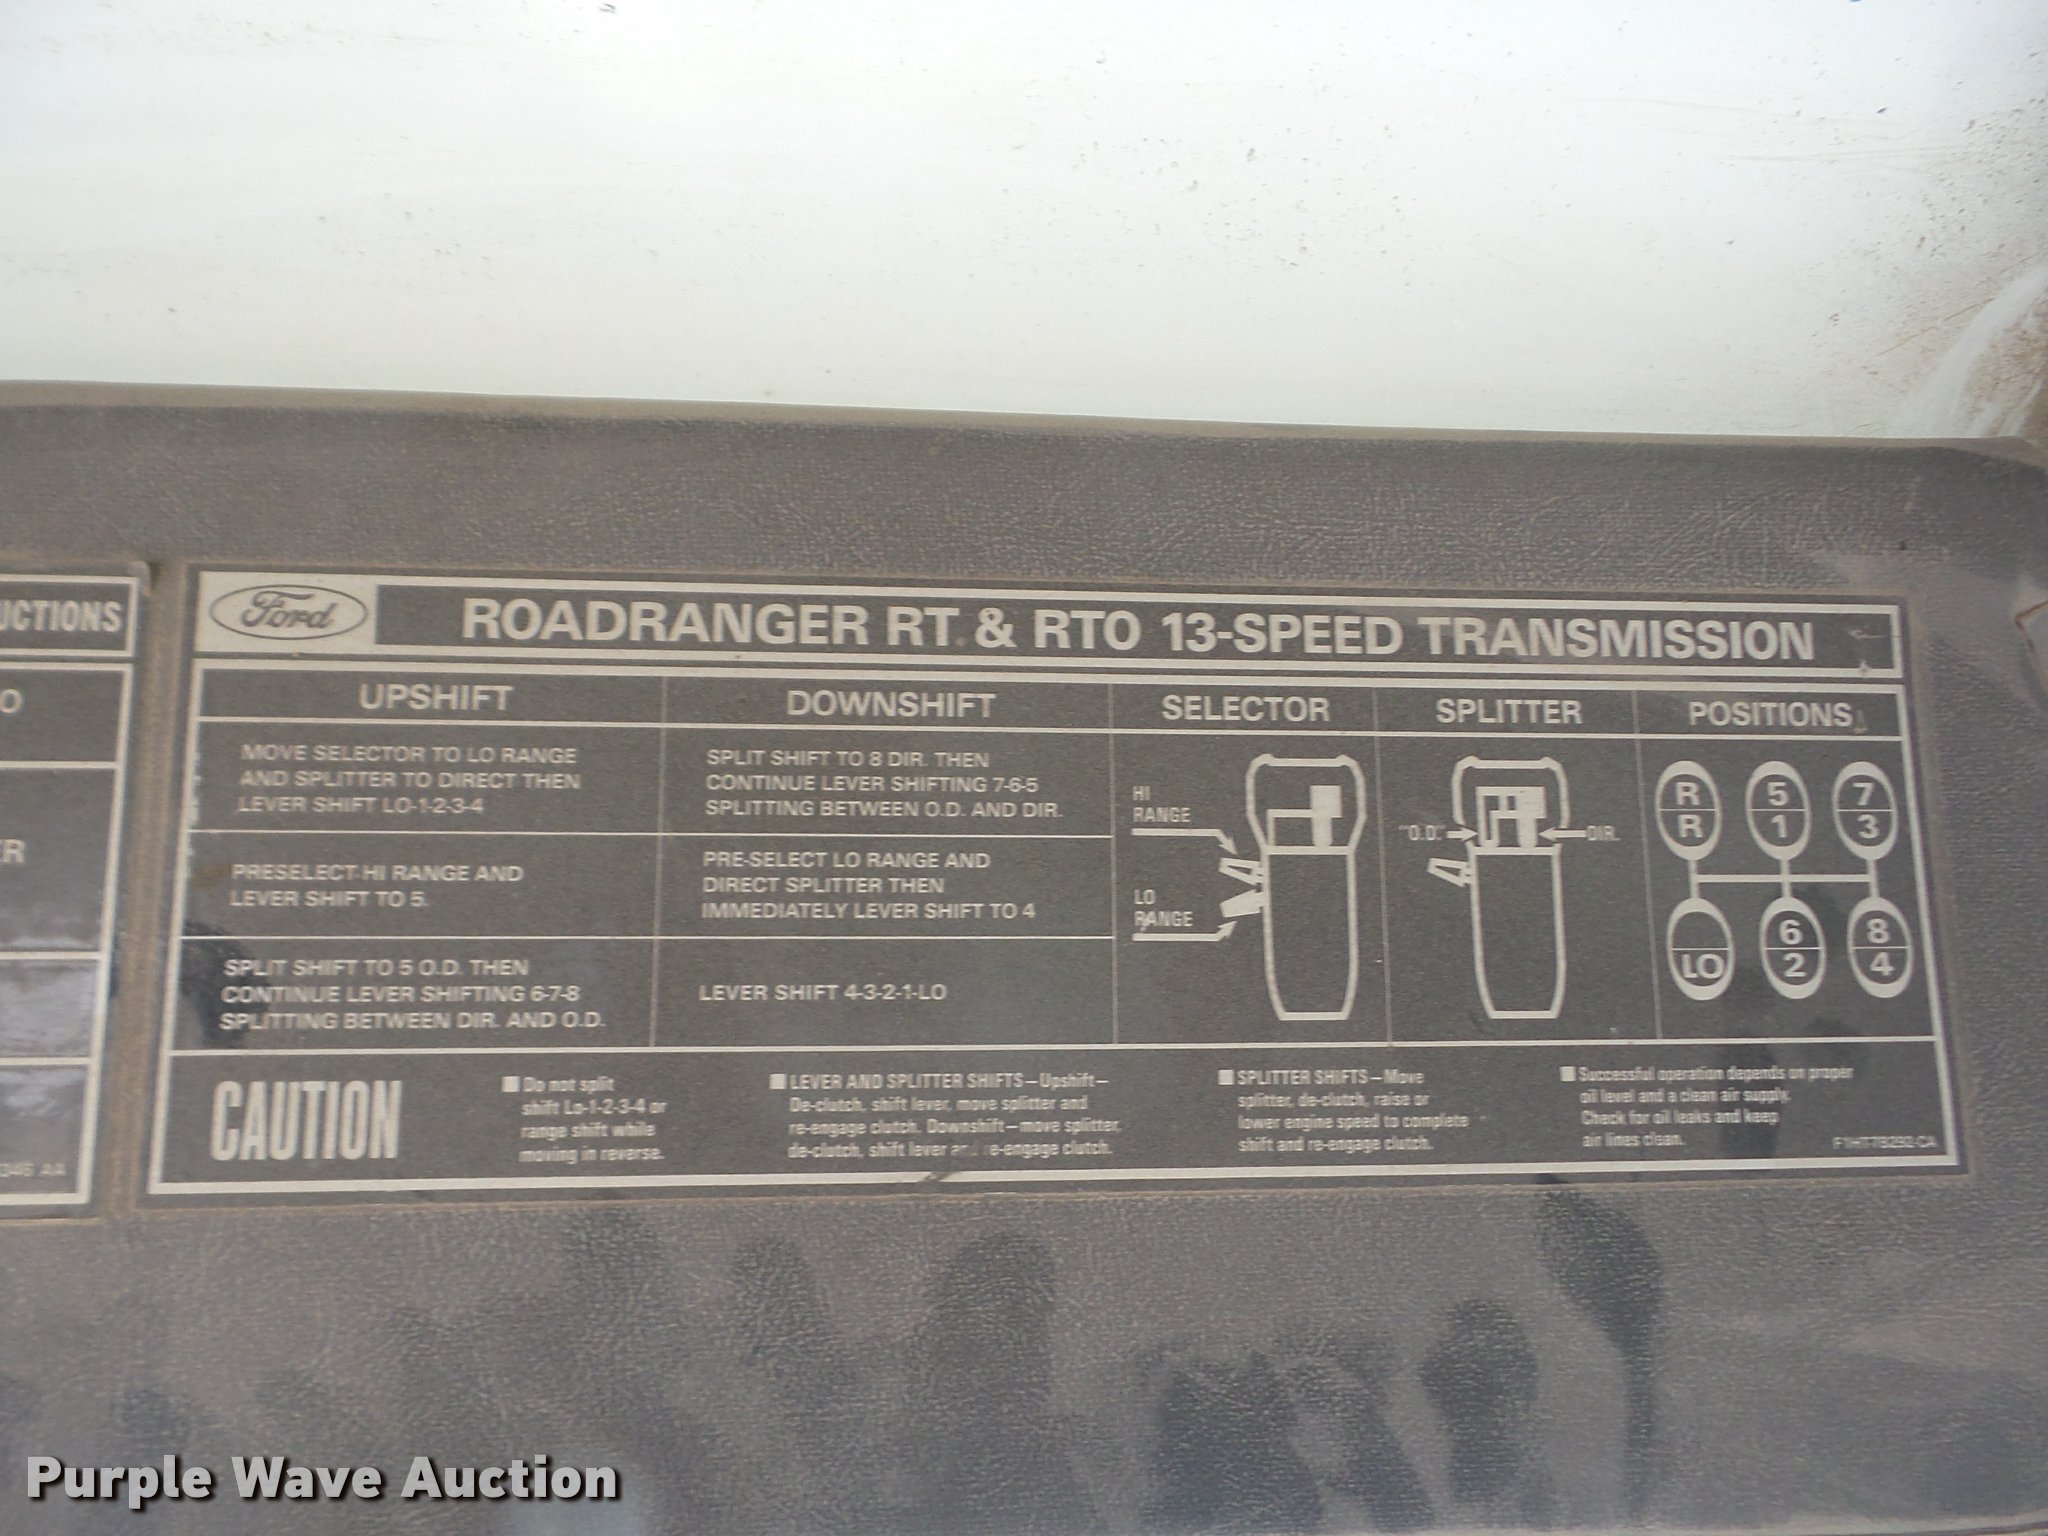 UCTIONS
O
R
346 AA
Ford
ROADRANGER RT & RTO 13-SPEED TRANSMISSION
UPSHIFT
MOVE SELECTOR TO LO RANGE
AND SPLITTER TO DIRECT THEN
LEVER SHIFT LO-1-2-3-4
PRESELECT HI RANGE AND
LEVER SHIFT TO 5.
SPLIT SHIFT TO 5 O.D. THEN
CONTINUE LEVER SHIFTING 6-7-8
SPLITTING BETWEEN DIR. AND O.D.
DOWNSHIFT
SPLIT SHIFT TO 8 DIR. THEN
CONTINUE LEVER SHIFTING 7-6-5
SPLITTING BETWEEN O.D. AND DIR.
PRE-SELECT LO RANGE AND
DIRECT SPLITTER THEN
IMMEDIATELY LEVER SHIFT TO 4
LEVER SHIFT 4-3-2-1-LO
SELECTOR
HI
RANGE
LO
RANGE
SPLITTER
"O.D." DIR.
POSITIONS
R 5 7
R 1 3
6 8
LO 2 4
CAUTION
Do not split
shift Lo-1-2-3-4 or
range shift while
moving in reverse.
LEVER AND SPLITTER SHIFTS – Upshift –
De-clutch, shift lever, move splitter and
re-engage clutch. Downshift – move splitter,
de-clutch, shift lever and re-engage clutch.
SPLITTER SHIFTS – Move
splitter, de-clutch, raise or
lower engine speed to complete
shift and re-engage clutch.
Successful operation depends on proper
oil level and a clean air supply.
Check for oil leaks and keep
air lines clean.
F1HT-7B292-CA
Purple Wave Auction